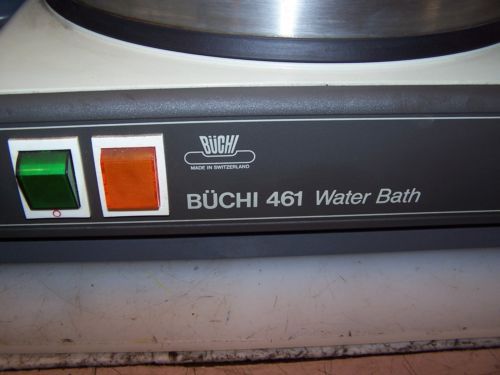 BÜCHI
MADE IN SWITZERLAND
BÜCHI 461 Water Bath